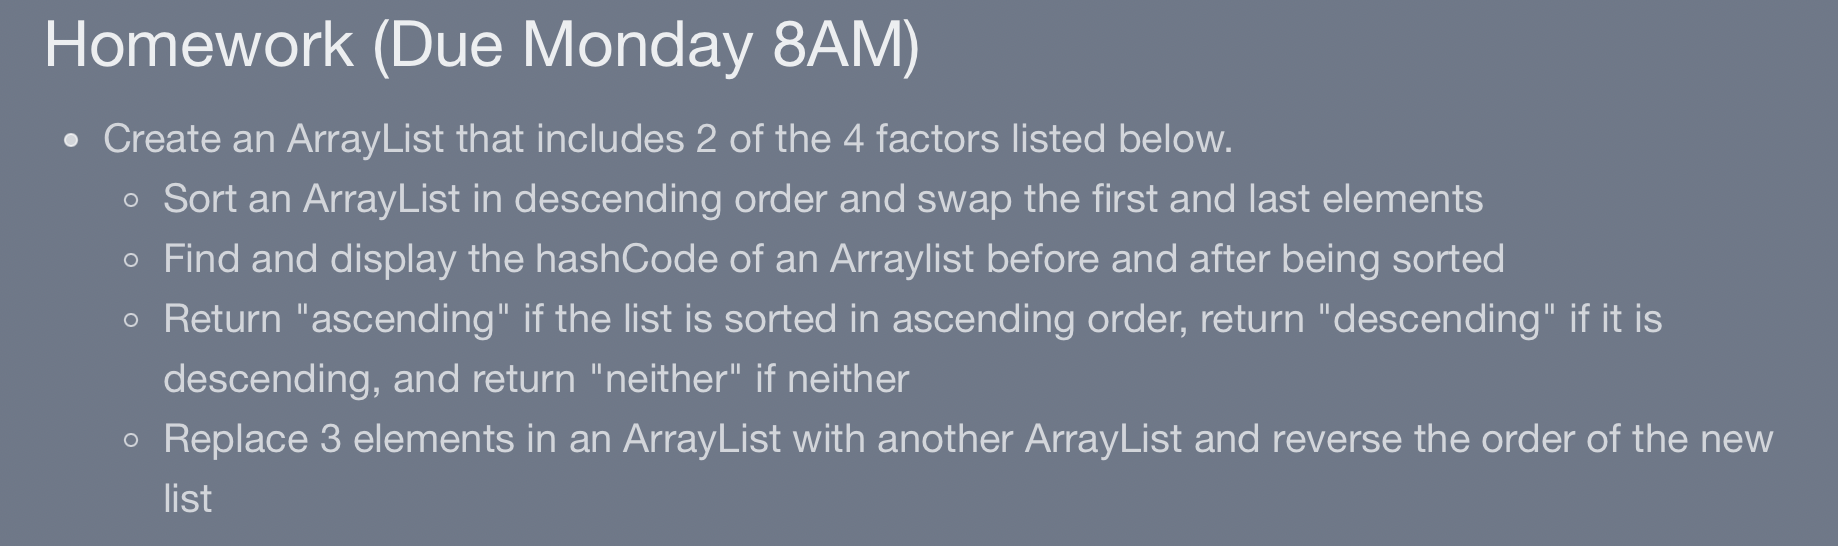 Homework (Due Monday 8AM)
Create an ArrayList that includes 2 of the 4 factors listed below.
Sort an ArrayList in descending order and swap the first and last elements
Find and display the hashCode of an Arraylist before and after being sorted
Return "ascending" if the list is sorted in ascending order, return "descending" if it is
descending, and return "neither" if neither
Replace 3 elements in an ArrayList with another ArrayList and reverse the order of the new
list